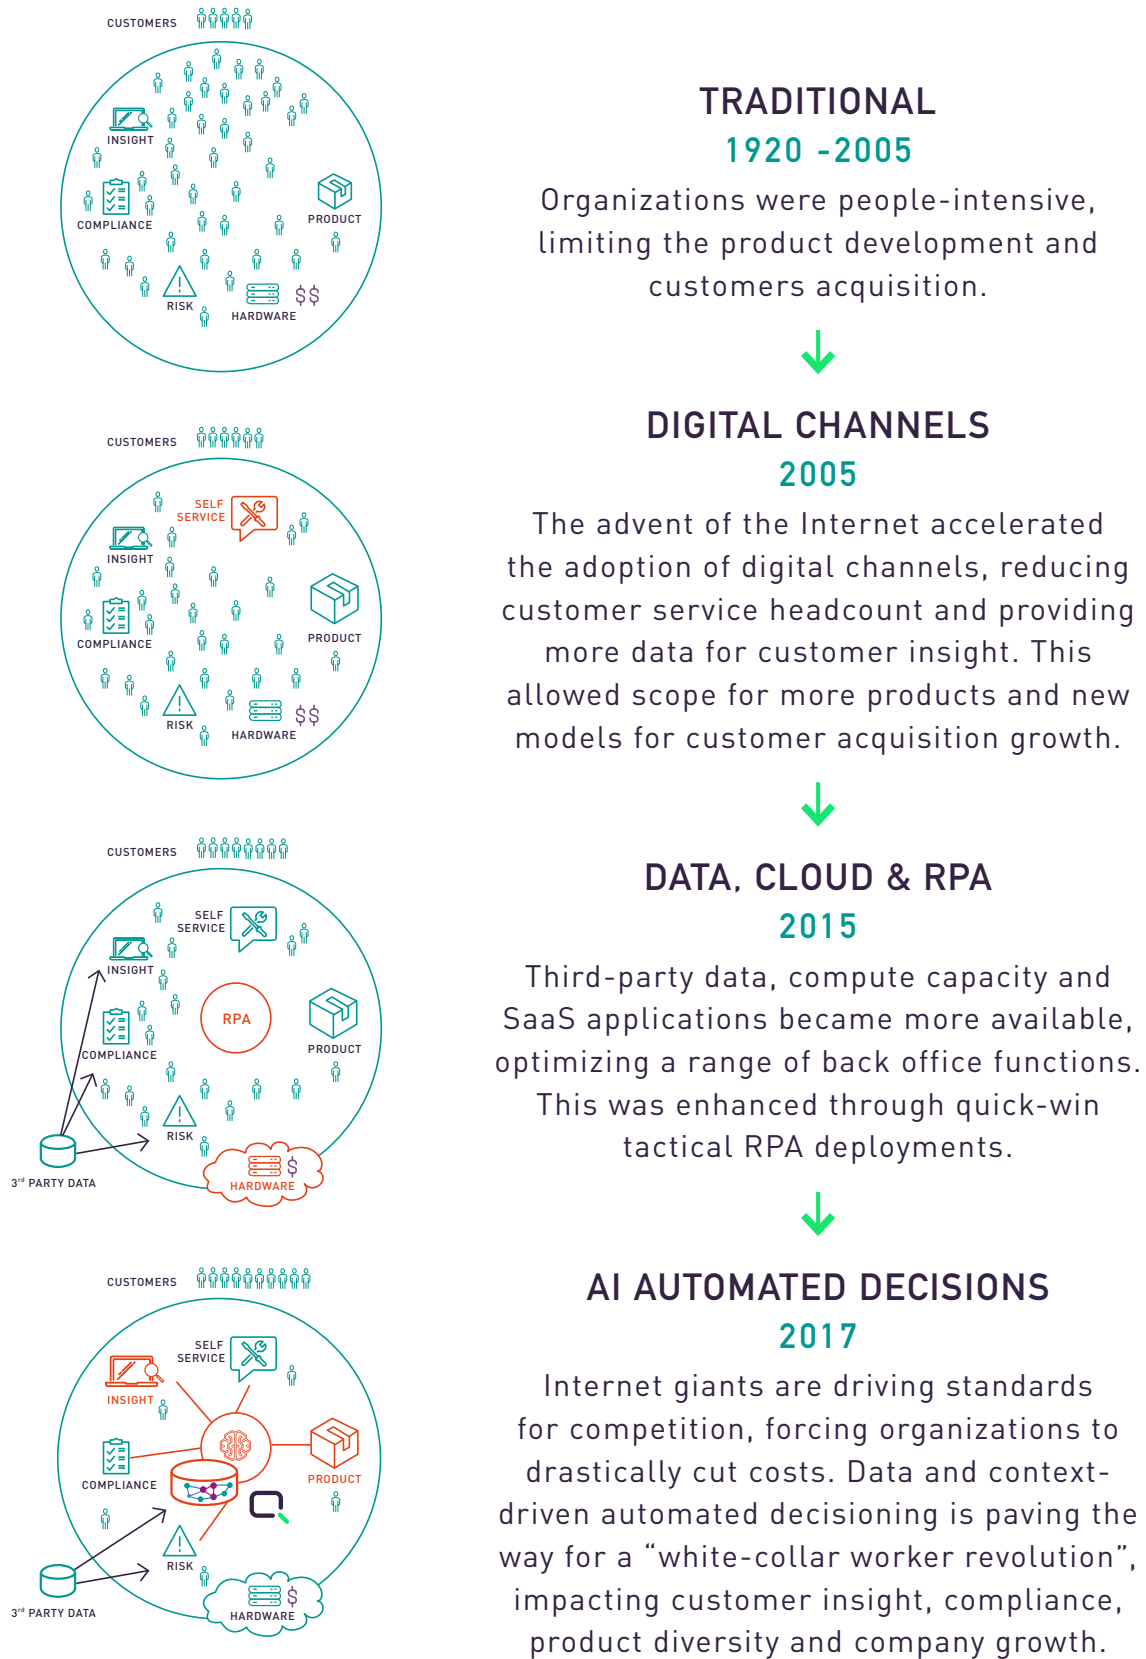 CUSTOMERS
INSIGHT
COMPLIANCE
PRODUCT
RISK
HARDWARE
$$
TRADITIONAL
1920 -2005
Organizations were people-intensive,
limiting the product development and
customers acquisition.
CUSTOMERS
SELF
SERVICE
INSIGHT
COMPLIANCE
PRODUCT
RISK
HARDWARE
$$
DIGITAL CHANNELS
2005
The advent of the Internet accelerated
the adoption of digital channels, reducing
customer service headcount and providing
more data for customer insight. This
allowed scope for more products and new
models for customer acquisition growth.
CUSTOMERS
SELF
SERVICE
INSIGHT
RPA
COMPLIANCE
PRODUCT
RISK
$
HARDWARE
3rd PARTY DATA
DATA, CLOUD & RPA
2015
Third-party data, compute capacity and
SaaS applications became more available,
optimizing a range of back office functions.
This was enhanced through quick-win
tactical RPA deployments.
CUSTOMERS
SELF
SERVICE
INSIGHT
COMPLIANCE
PRODUCT
RISK
$
HARDWARE
3rd PARTY DATA
AI AUTOMATED DECISIONS
2017
Internet giants are driving standards
for competition, forcing organizations to
drastically cut costs. Data and context-
driven automated decisioning is paving the
way for a “white-collar worker revolution”,
impacting customer insight, compliance,
product diversity and company growth.